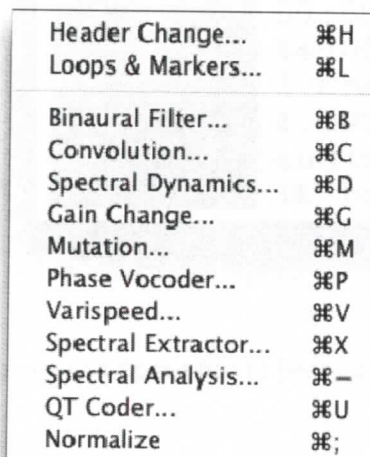 Header Change... ⌘H
Loops & Markers... ⌘L
Binaural Filter... ⌘B
Convolution... ⌘C
Spectral Dynamics... ⌘D
Gain Change... ⌘G
Mutation... ⌘M
Phase Vocoder... ⌘P
Varispeed... ⌘V
Spectral Extractor... ⌘X
Spectral Analysis... ⌘–
QT Coder... ⌘U
Normalize ⌘;